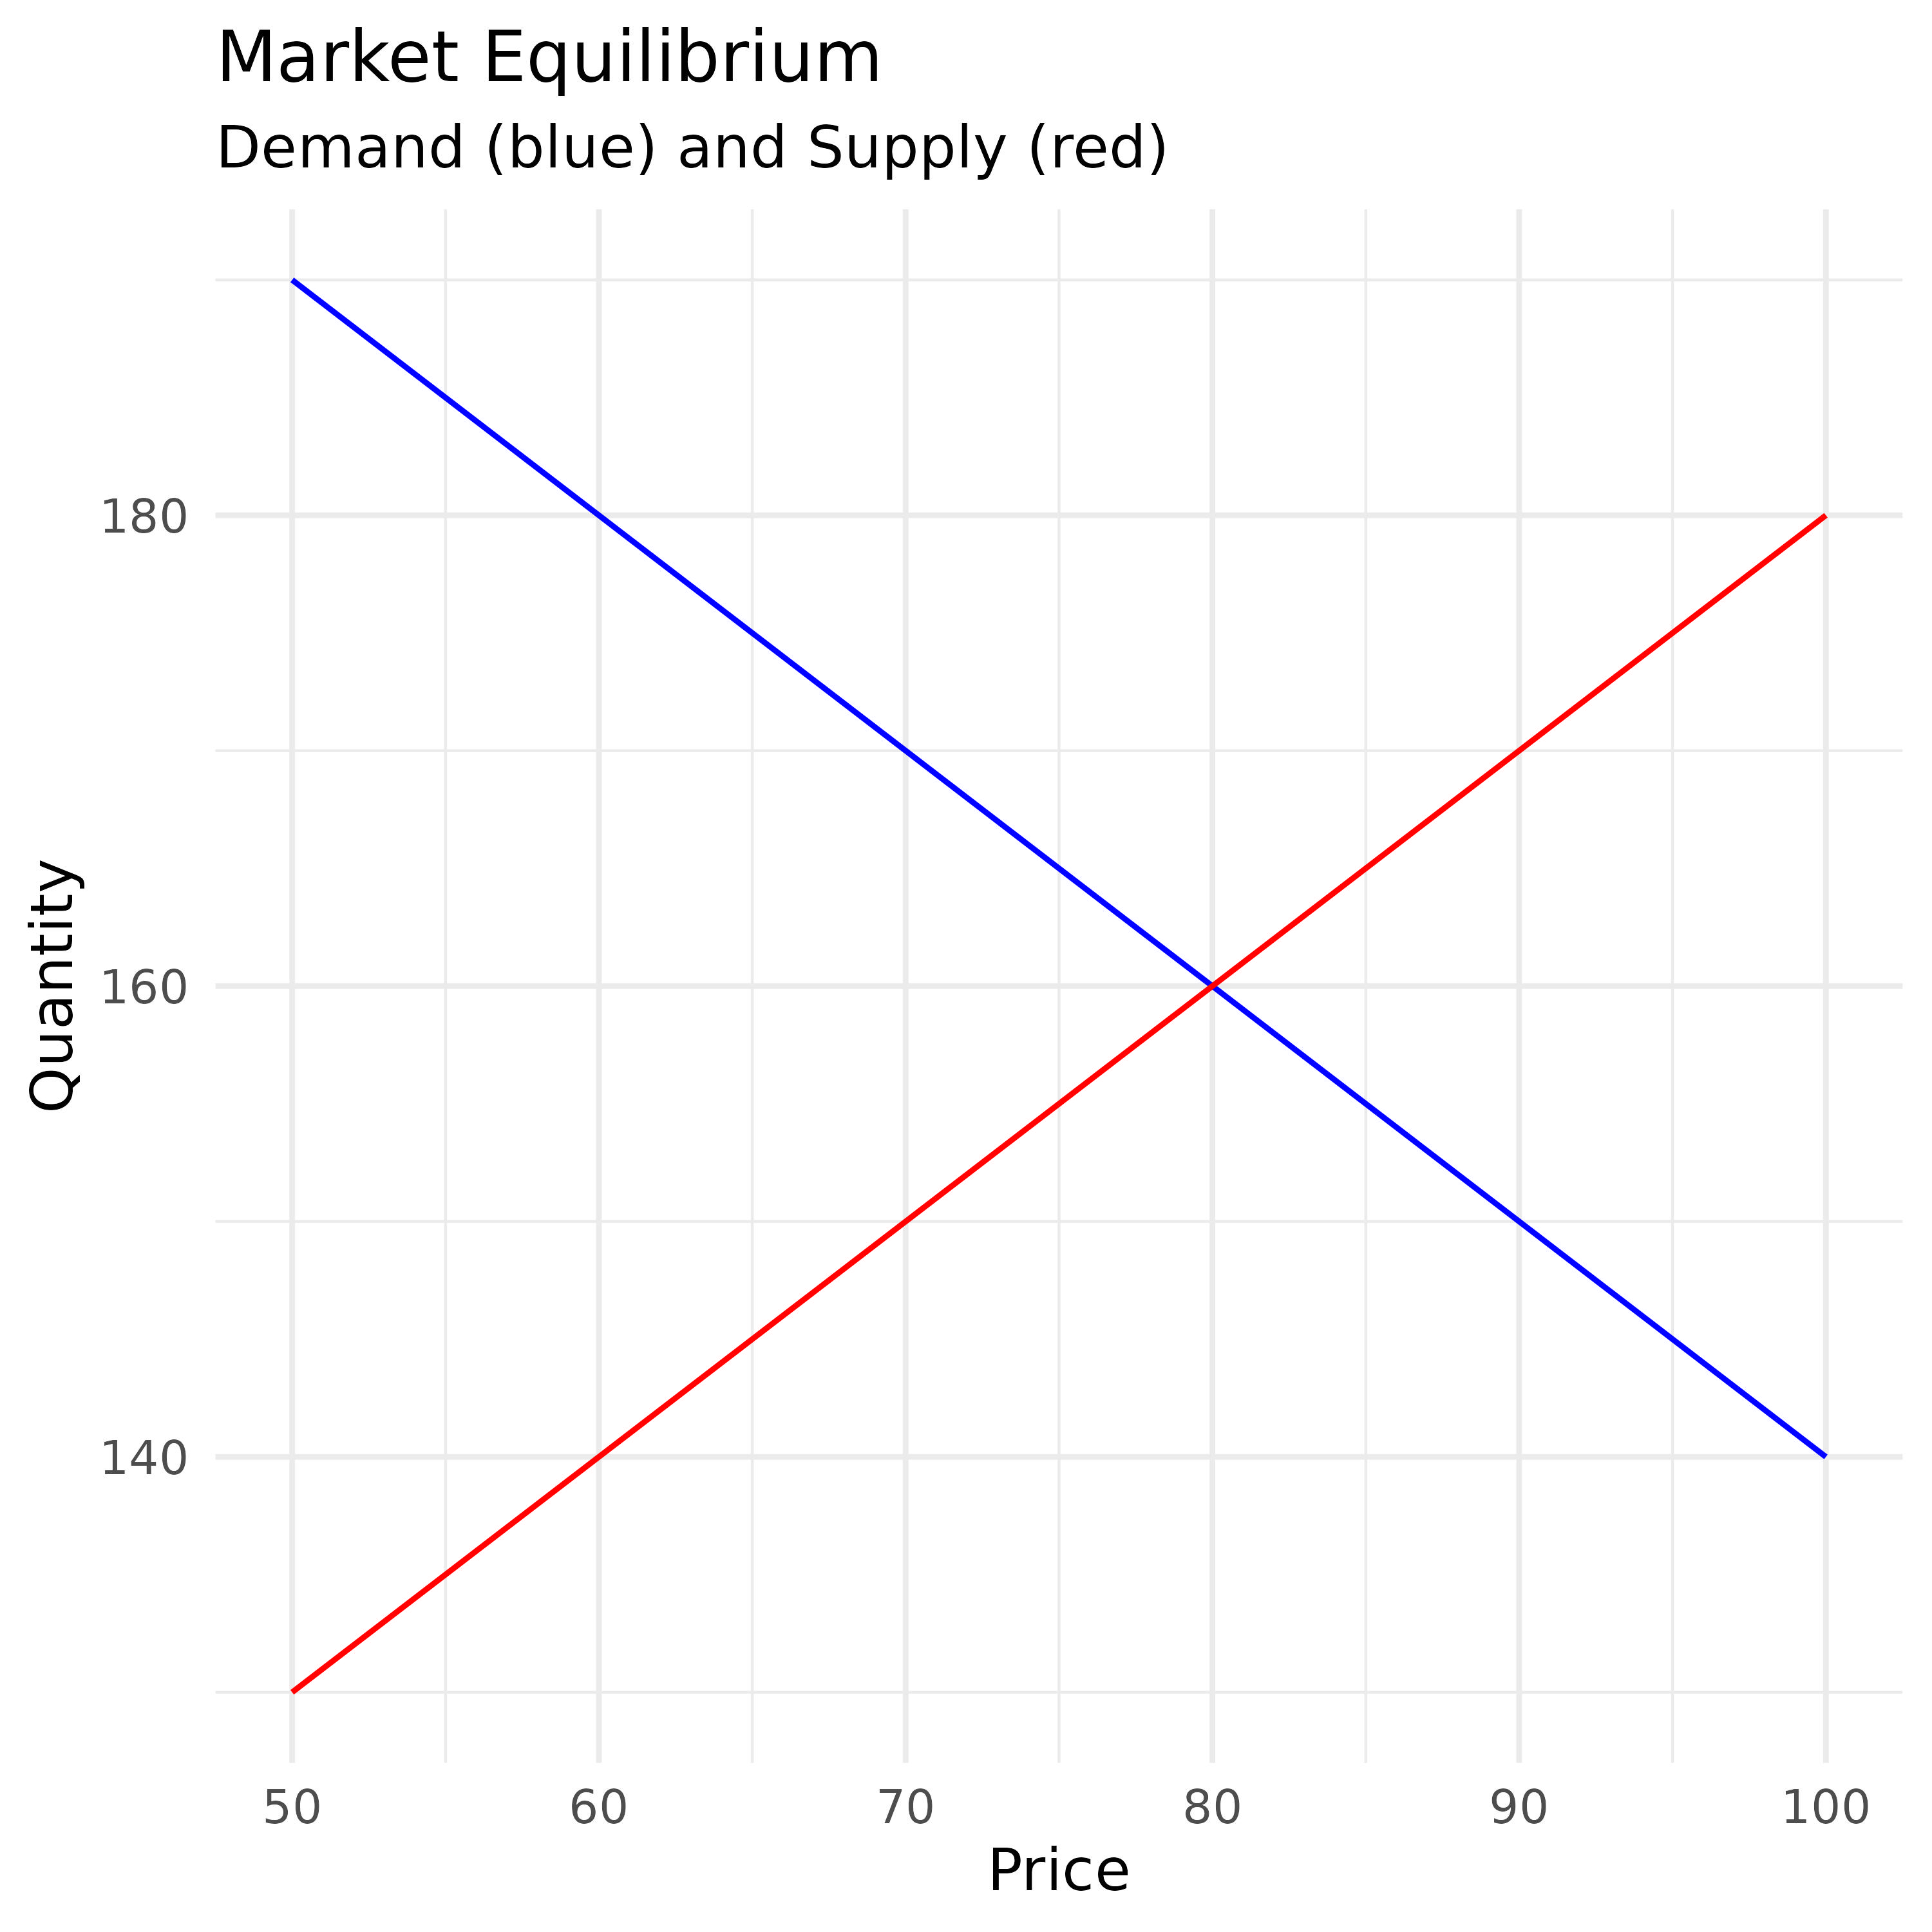 Market Equilibrium
Demand (blue) and Supply (red)
180
160
140
Quantity
50 60 70 80 90 100
Price